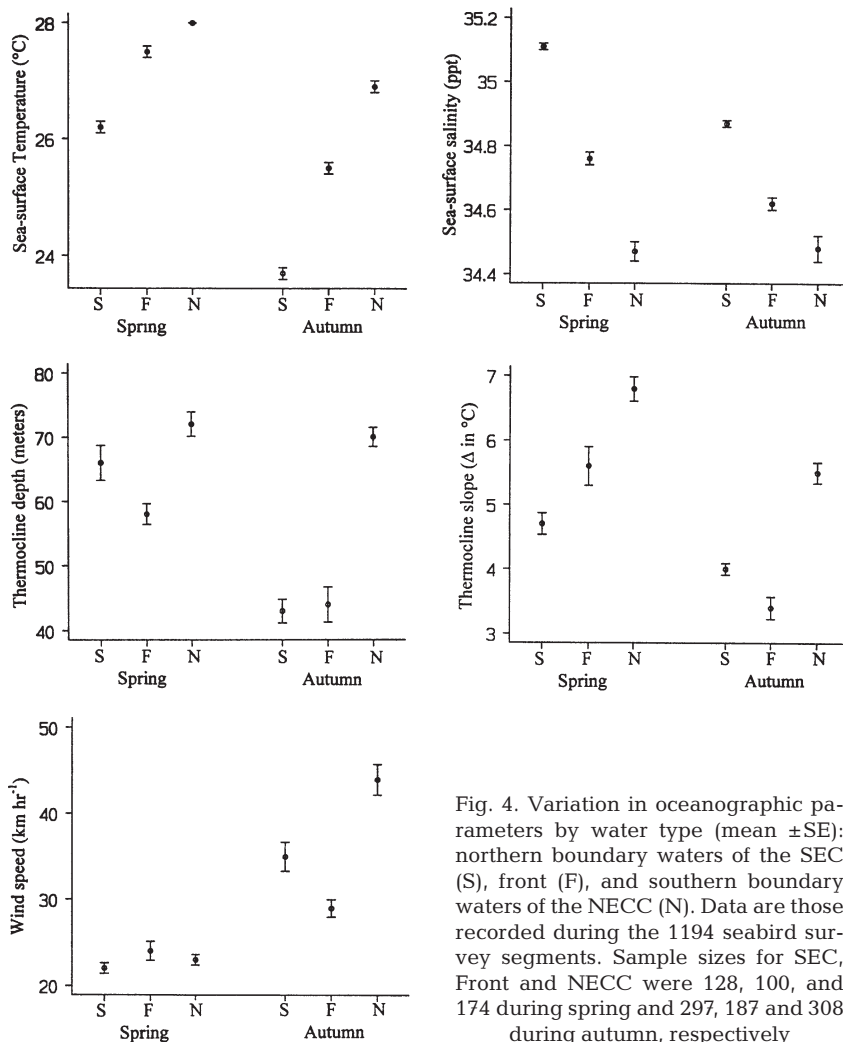 28
26
24
Sea-surface Temperature (°C)
S F N S F N
Spring Autumn
35.2
35
34.8
34.6
34.4
Sea-surface salinity (ppt)
S F N S F N
Spring Autumn
80
70
60
50
40
Thermocline depth (meters)
S F N S F N
Spring Autumn
7
6
5
4
3
Thermocline slope (Δ in °C)
S F N S F N
Spring Autumn
50
40
30
20
Wind speed (km hr⁻¹)
S F N S F N
Spring Autumn
Fig. 4. Variation in oceanographic pa-
rameters by water type (mean ±SE):
northern boundary waters of the SEC
(S), front (F), and southern boundary
waters of the NECC (N). Data are those
recorded during the 1194 seabird sur-
vey segments. Sample sizes for SEC,
Front and NECC were 128, 100, and
174 during spring and 297, 187 and 308
during autumn, respectively